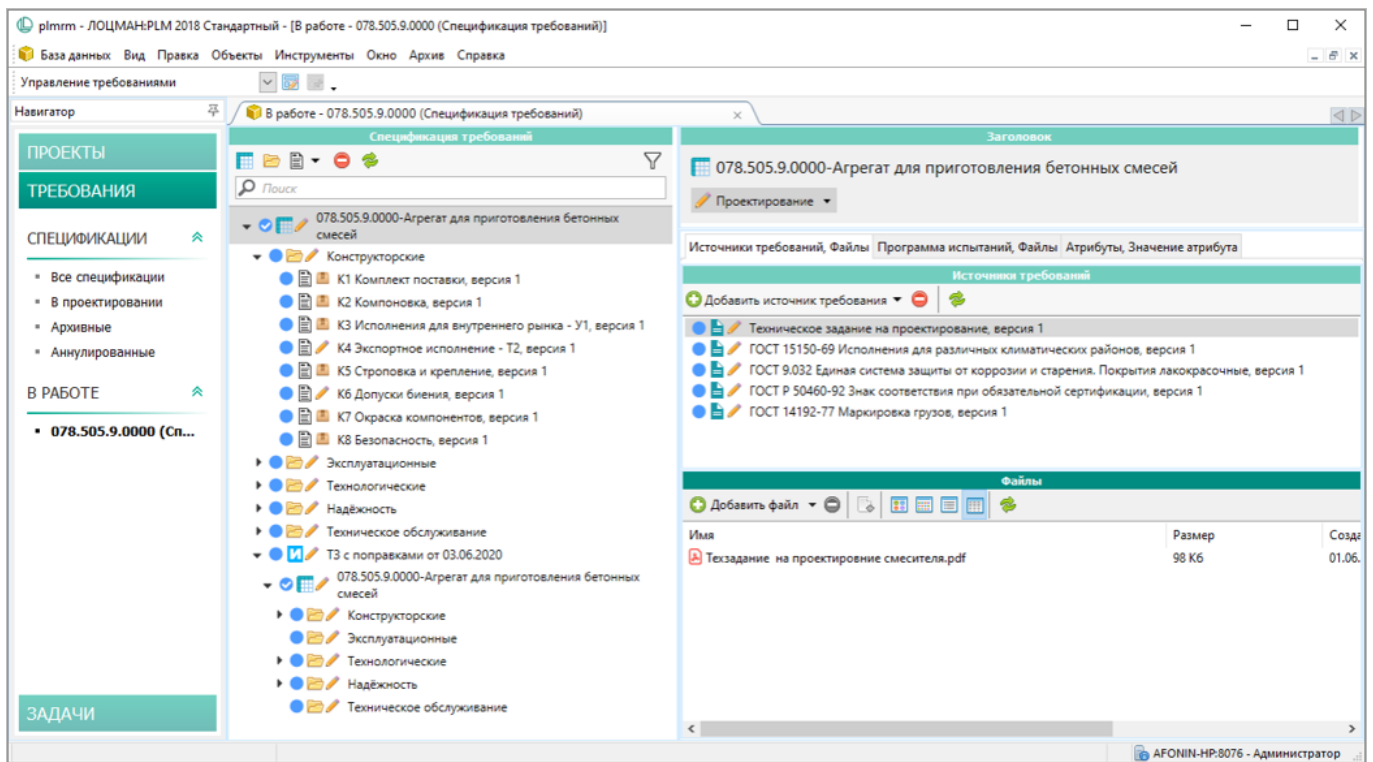 plmrm - ЛОЦМАН:PLM 2018 Стандартный - [В работе - 078.505.9.0000 (Спецификация требований)]
База данных Вид Правка Объекты Инструменты Окно Архив Справка
Управление требованиями
Навигатор
ПРОЕКТЫ
ТРЕБОВАНИЯ
СПЕЦИФИКАЦИИ
Все спецификации
В проектировании
Архивные
Аннулированные
В РАБОТЕ
078.505.9.0000 (Сп...
ЗАДАЧИ
В работе - 078.505.9.0000 (Спецификация требований)
Спецификация требований
Поиск
078.505.9.0000-Агрегат для приготовления бетонных
смесей
Конструкторские
К1 Комплект поставки, версия 1
К2 Компоновка, версия 1
К3 Исполнения для внутреннего рынка - У1, версия 1
К4 Экспортное исполнение - Т2, версия 1
К5 Строповка и крепление, версия 1
К6 Допуски биения, версия 1
К7 Окраска компонентов, версия 1
К8 Безопасность, версия 1
Эксплуатационные
Технологические
Надёжность
Техническое обслуживание
И ТЗ с поправками от 03.06.2020
078.505.9.0000-Агрегат для приготовления бетонных
смесей
Конструкторские
Эксплуатационные
Технологические
Надёжность
Техническое обслуживание
Заголовок
078.505.9.0000-Агрегат для приготовления бетонных смесей
Проектирование
Источники требований, Файлы Программа испытаний, Файлы Атрибуты, Значение атрибута
Источники требований
Добавить источник требования
Техническое задание на проектирование, версия 1
ГОСТ 15150-69 Исполнения для различных климатических районов, версия 1
ГОСТ 9.032 Единая система защиты от коррозии и старения. Покрытия лакокрасочные, версия 1
ГОСТ Р 50460-92 Знак соответствия при обязательной сертификации, версия 1
ГОСТ 14192-77 Маркировка грузов, версия 1
Файлы
Добавить файл
Имя Размер Созда
Техзадание на проектировние смесителя.pdf 98 Кб 01.06.
AFONIN-HP:8076 - Администратор